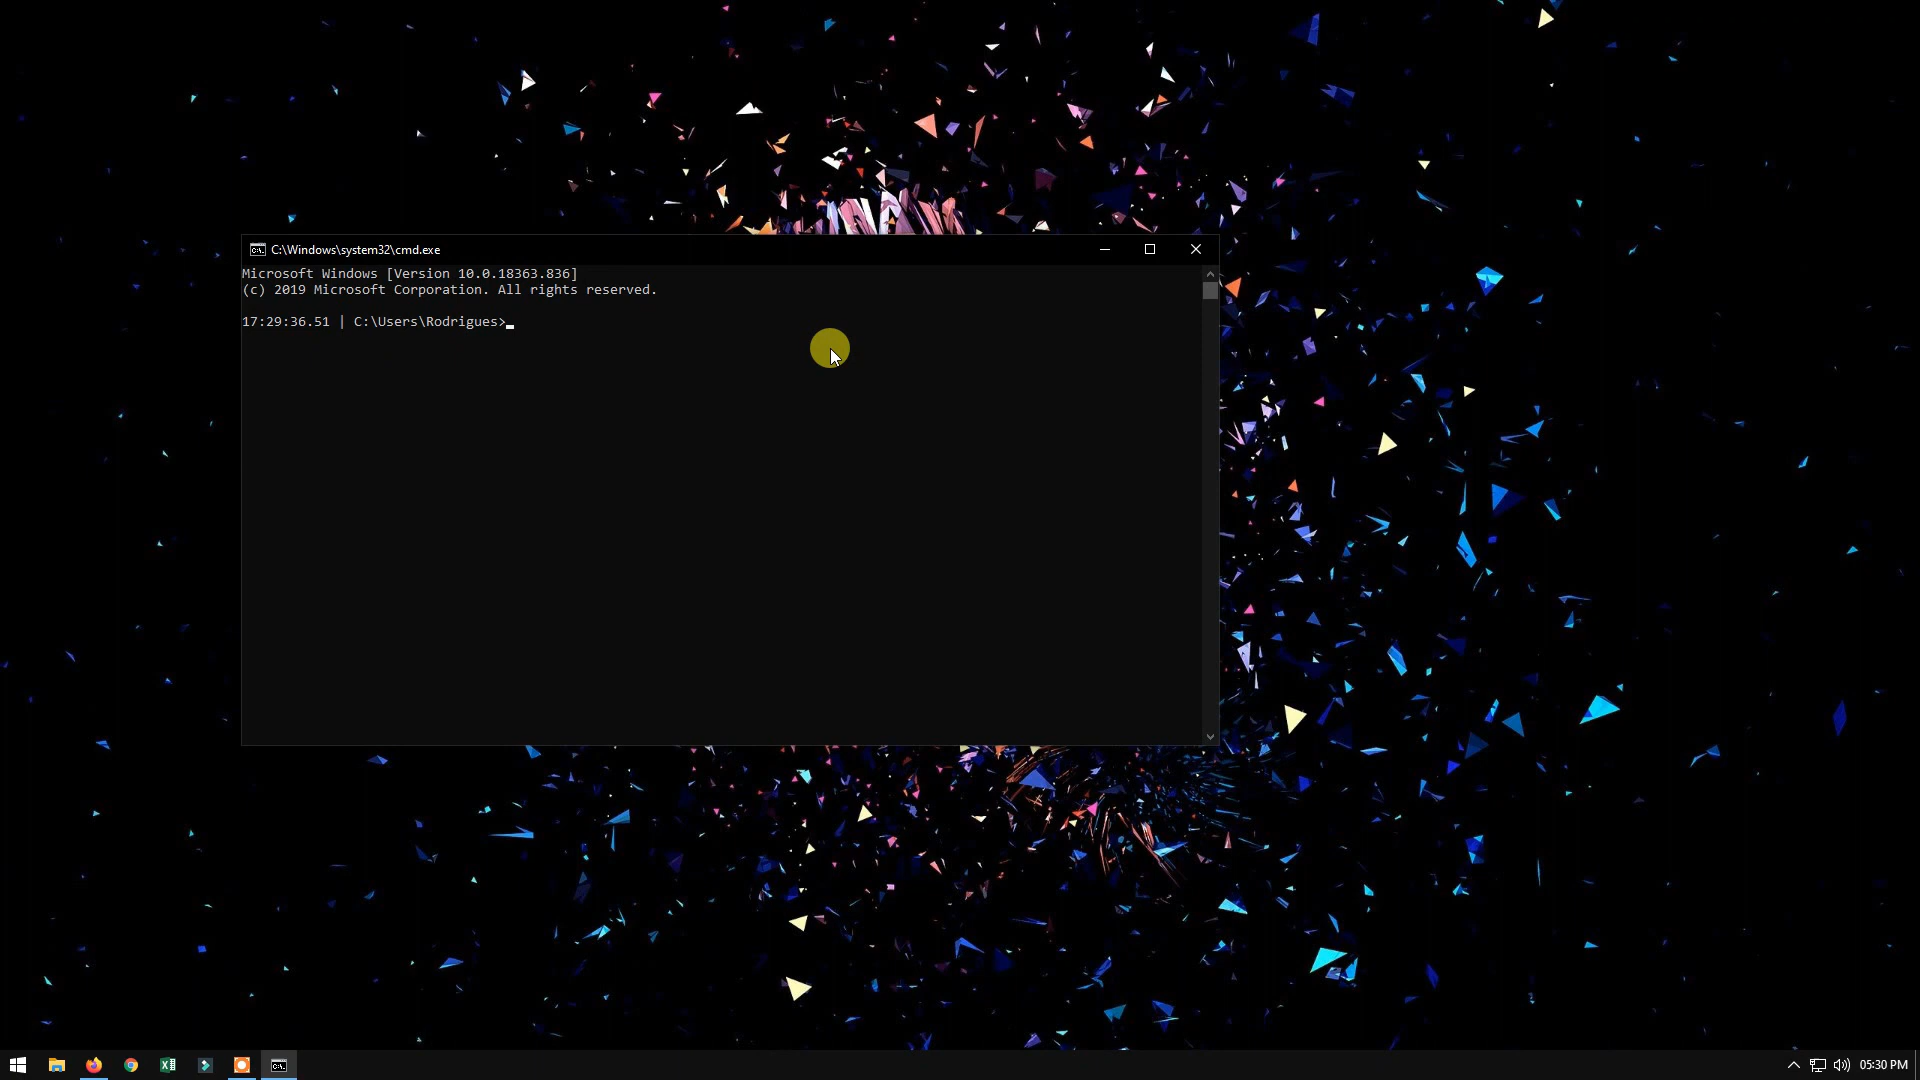 C:\Windows\system32\cmd.exe
Microsoft Windows [Version 10.0.18363.836]
(c) 2019 Microsoft Corporation. All rights reserved.
17:29:36.51 | C:\Users\Rodrigues>
05:30 PM